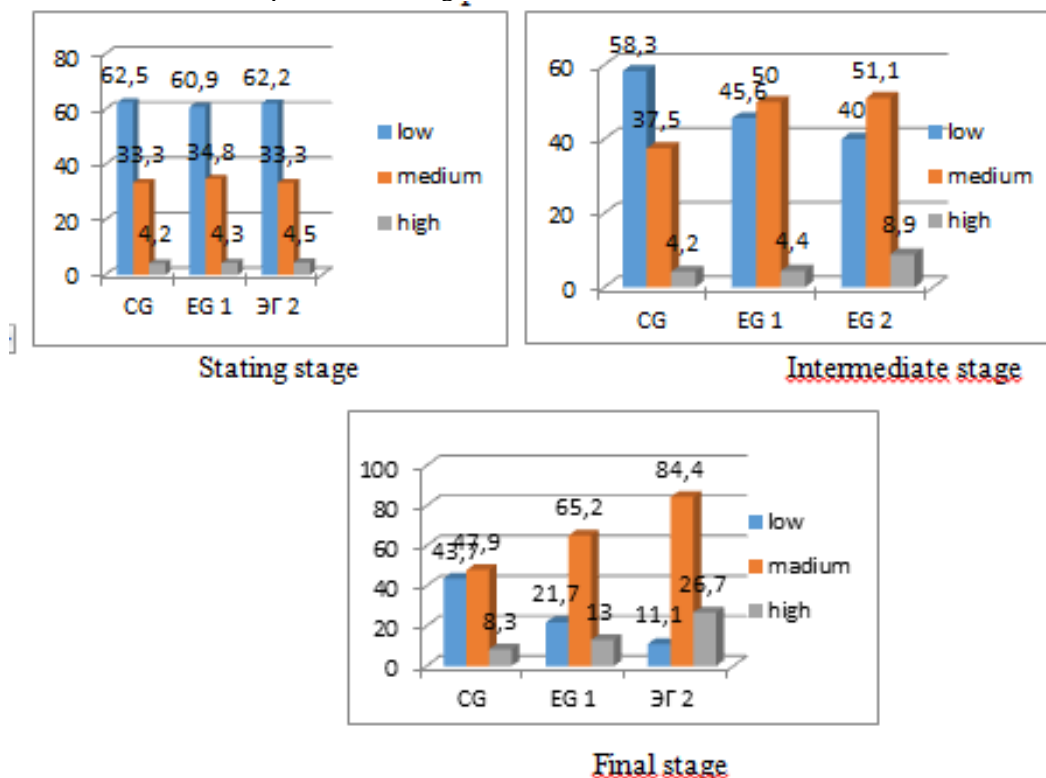 80
60
40
20
0
62,5
60,9
62,2
33,3
34,8
33,3
4,2
4,3
4,5
CG
EG 1
ЭГ 2
low
medium
high
Stating stage
60
40
20
0
58,3
37,5
4,2
45,6
50
4,4
40
51,1
8,9
CG
EG 1
EG 2
low
medium
high
Intermediate stage
100
80
60
40
20
0
43,7
47,9
8,3
21,7
65,2
13
11,1
84,4
26,7
CG
EG 1
ЭГ 2
low
madium
high
Final stage